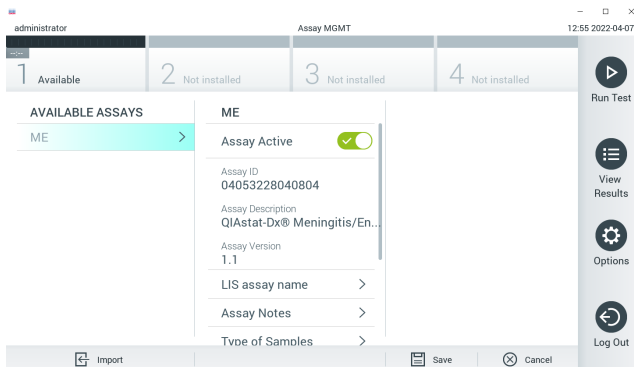 administrator
Assay MGMT
12:55 2022-04-07
--:--
1 Available
2 Not installed
3 Not installed
4 Not installed
Run Test
AVAILABLE ASSAYS
ME
ME
Assay Active
Assay ID
04053228040804
Assay Description
QIAstat-Dx® Meningitis/En...
Assay Version
1.1
LIS assay name
Assay Notes
Type of Samples
View
Results
Options
Log Out
Import
Save
Cancel